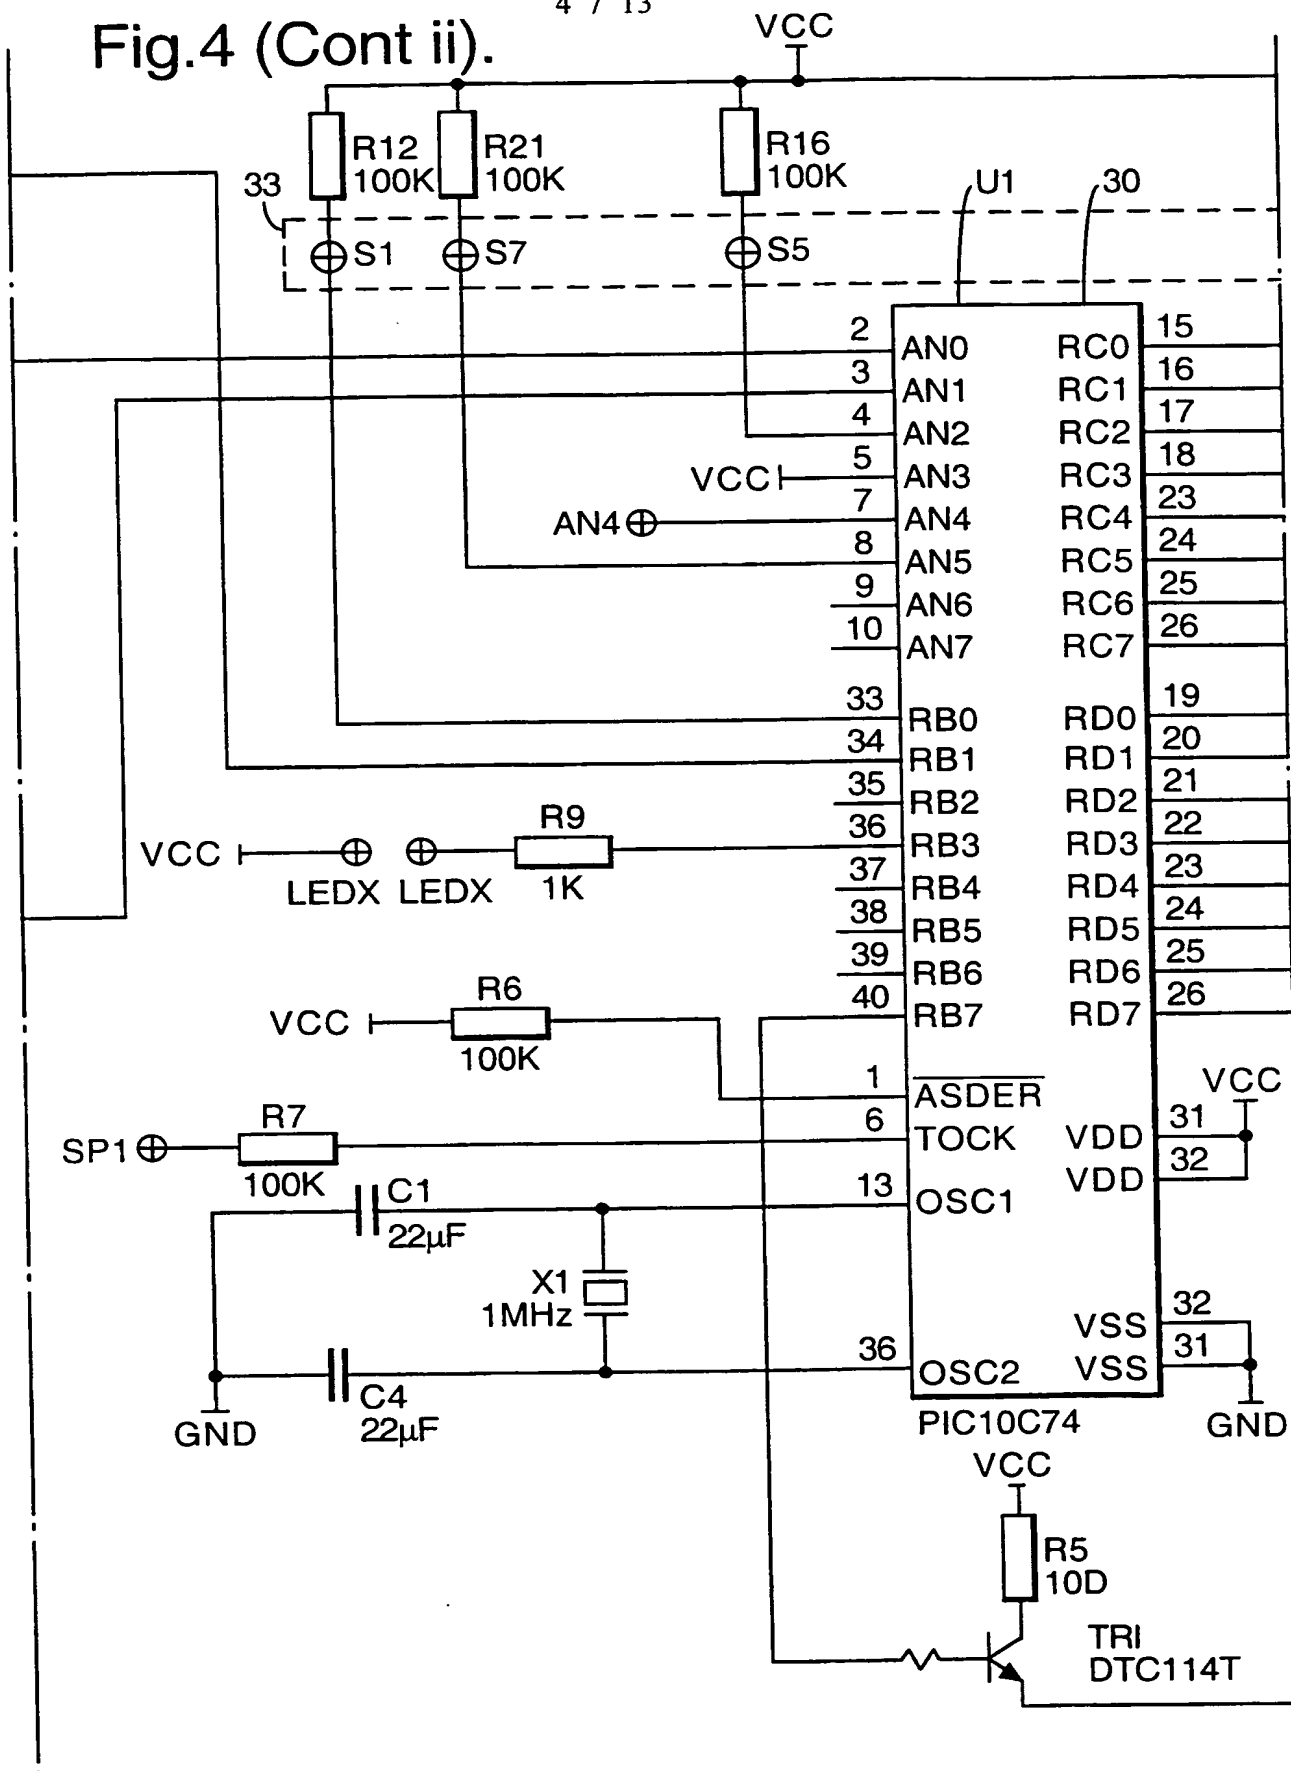 4 / 13
Fig.4 (Cont ii).
VCC
R12
100K
R21
100K
R16
100K
33
U1
30
S1
S7
S5
2
AN0
RC0
15
3
AN1
RC1
16
4
AN2
RC2
17
VCC
5
AN3
RC3
18
AN4
7
AN4
RC4
23
8
AN5
RC5
24
9
AN6
RC6
25
10
AN7
RC7
26
33
RB0
RD0
19
34
RB1
RD1
20
35
RB2
RD2
21
R9
36
RB3
RD3
22
VCC
LEDX
LEDX
1K
37
RB4
RD4
23
38
RB5
RD5
24
39
RB6
RD6
25
R6
40
RB7
RD7
26
VCC
100K
1
ASDER
VCC
R7
6
TOCK
VDD
31
SP1
100K
VDD
32
C1
22µF
13
OSC1
X1
1MHz
VSS
32
36
OSC2
VSS
31
C4
22µF
GND
PIC10C74
GND
VCC
R5
10D
TRI
DTC114T